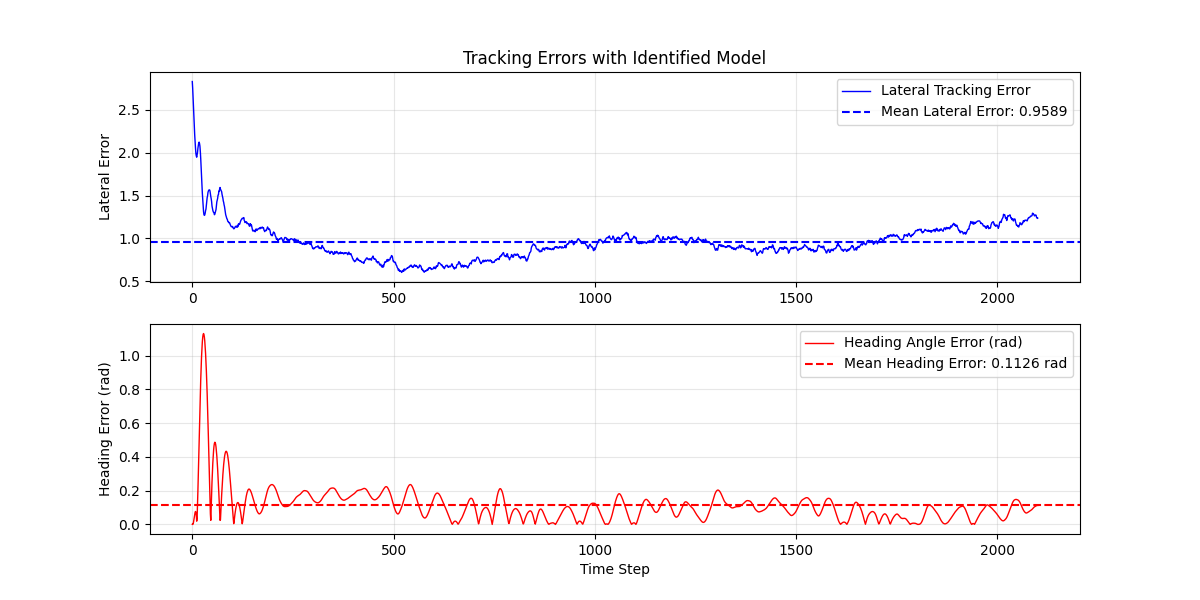 Tracking Errors with Identified Model
Lateral Error
2.5
2.0
1.5
1.0
0.5
Lateral Tracking Error
Mean Lateral Error: 0.9589
0
500
1000
1500
2000
Heading Error (rad)
1.0
0.8
0.6
0.4
0.2
0.0
Heading Angle Error (rad)
Mean Heading Error: 0.1126 rad
0
500
1000
1500
2000
Time Step